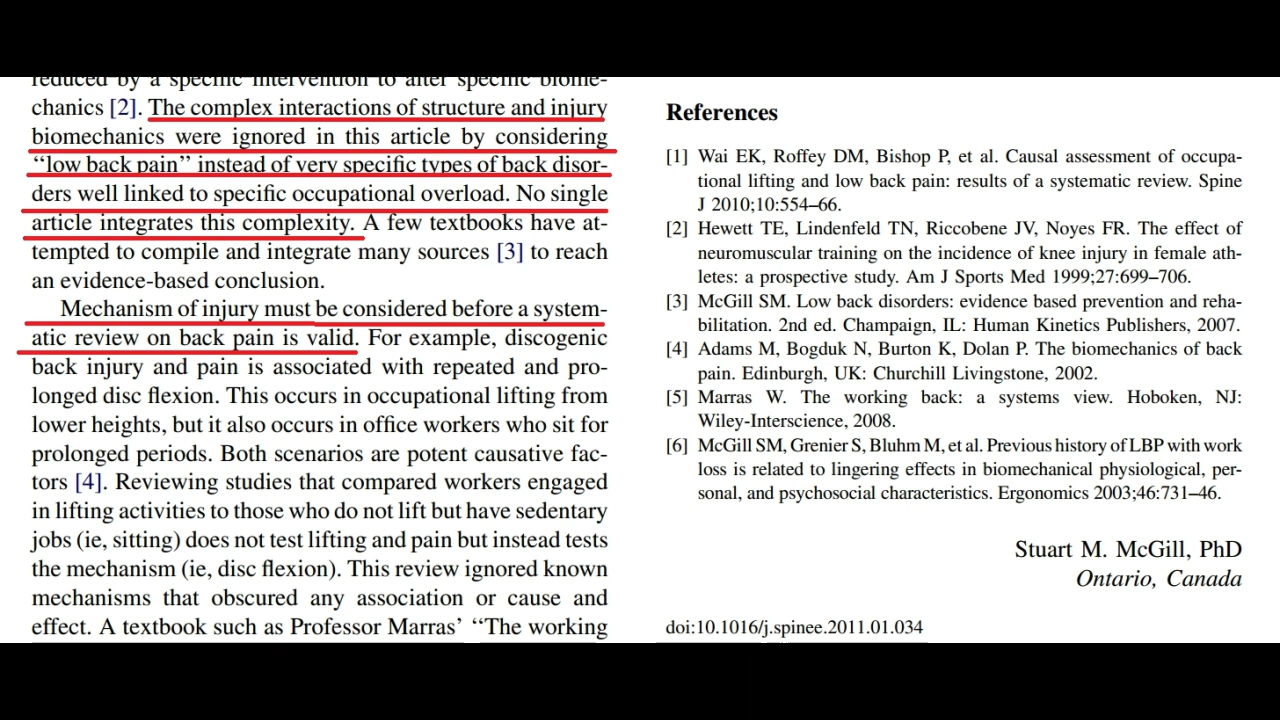 reduced by a specific intervention to alter specific biome-
chanics [2]. The complex interactions of structure and injury
biomechanics were ignored in this article by considering
‘‘low back pain’’ instead of very specific types of back disor-
ders well linked to specific occupational overload. No single
article integrates this complexity. A few textbooks have at-
tempted to compile and integrate many sources [3] to reach
an evidence-based conclusion.
Mechanism of injury must be considered before a system-
atic review on back pain is valid. For example, discogenic
back injury and pain is associated with repeated and pro-
longed disc flexion. This occurs in occupational lifting from
lower heights, but it also occurs in office workers who sit for
prolonged periods. Both scenarios are potent causative fac-
tors [4]. Reviewing studies that compared workers engaged
in lifting activities to those who do not lift but have sedentary
jobs (ie, sitting) does not test lifting and pain but instead tests
the mechanism (ie, disc flexion). This review ignored known
mechanisms that obscured any association or cause and
effect. A textbook such as Professor Marras’ ‘‘The working
References
[1] Wai EK, Roffey DM, Bishop P, et al. Causal assessment of occupa-
tional lifting and low back pain: results of a systematic review. Spine
J 2010;10:554–66.
[2] Hewett TE, Lindenfeld TN, Riccobene JV, Noyes FR. The effect of
neuromuscular training on the incidence of knee injury in female ath-
letes: a prospective study. Am J Sports Med 1999;27:699–706.
[3] McGill SM. Low back disorders: evidence based prevention and reha-
bilitation. 2nd ed. Champaign, IL: Human Kinetics Publishers, 2007.
[4] Adams M, Bogduk N, Burton K, Dolan P. The biomechanics of back
pain. Edinburgh, UK: Churchill Livingstone, 2002.
[5] Marras W. The working back: a systems view. Hoboken, NJ:
Wiley-Interscience, 2008.
[6] McGill SM, Grenier S, Bluhm M, et al. Previous history of LBP with work
loss is related to lingering effects in biomechanical physiological, per-
sonal, and psychosocial characteristics. Ergonomics 2003;46:731–46.
Stuart M. McGill, PhD
Ontario, Canada
doi:10.1016/j.spinee.2011.01.034